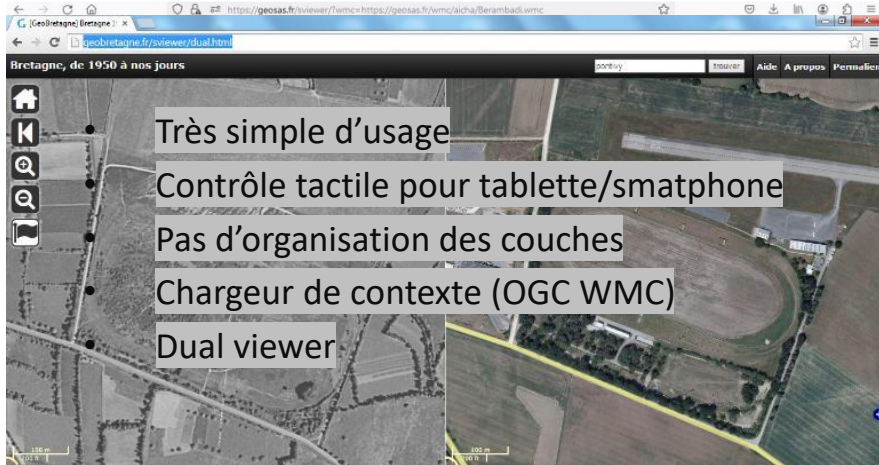 https://geosas.fr/sviewer/?wmc=https://geosas.fr/wmc/aicha/Berambadi.wmc
[GeoBretagne] Bretagne 1
geobretagne.fr/sviewer/dual.html
Bretagne, de 1950 à nos jours
pontivy
trouver
Aide A propos Permalien
Très simple d’usage
Contrôle tactile pour tablette/smatphone
Pas d’organisation des couches
Chargeur de contexte (OGC WMC)
Dual viewer
100 m
100 m